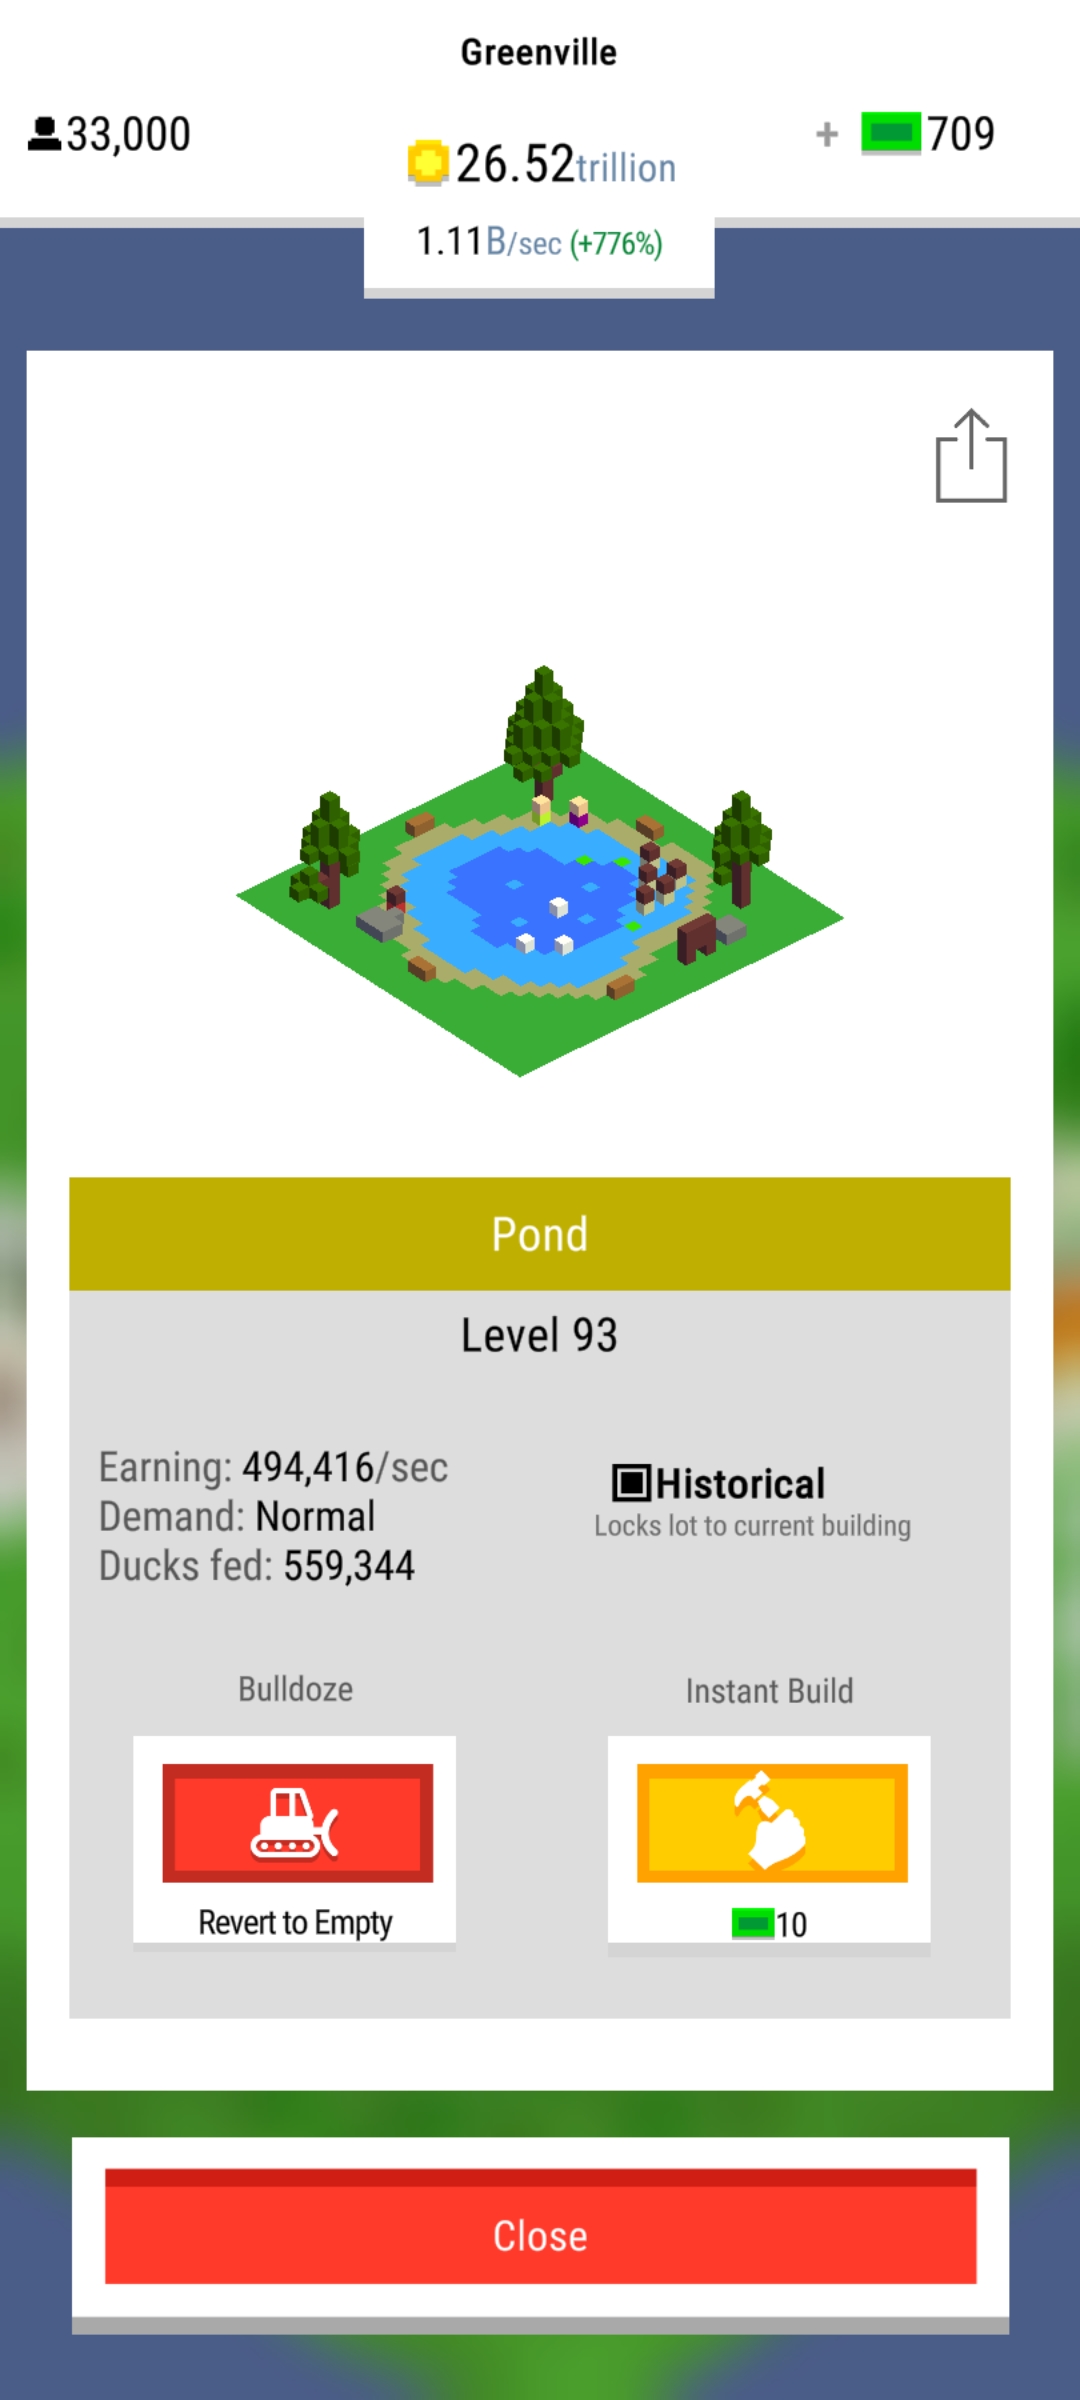 Greenville
33,000
26.52trillion
+ 709
1.11B/sec (+776%)
Pond
Level 93
Earning: 494,416/sec
Demand: Normal
Ducks fed: 559,344
Historical
Locks lot to current building
Bulldoze
Revert to Empty
Instant Build
10
Close